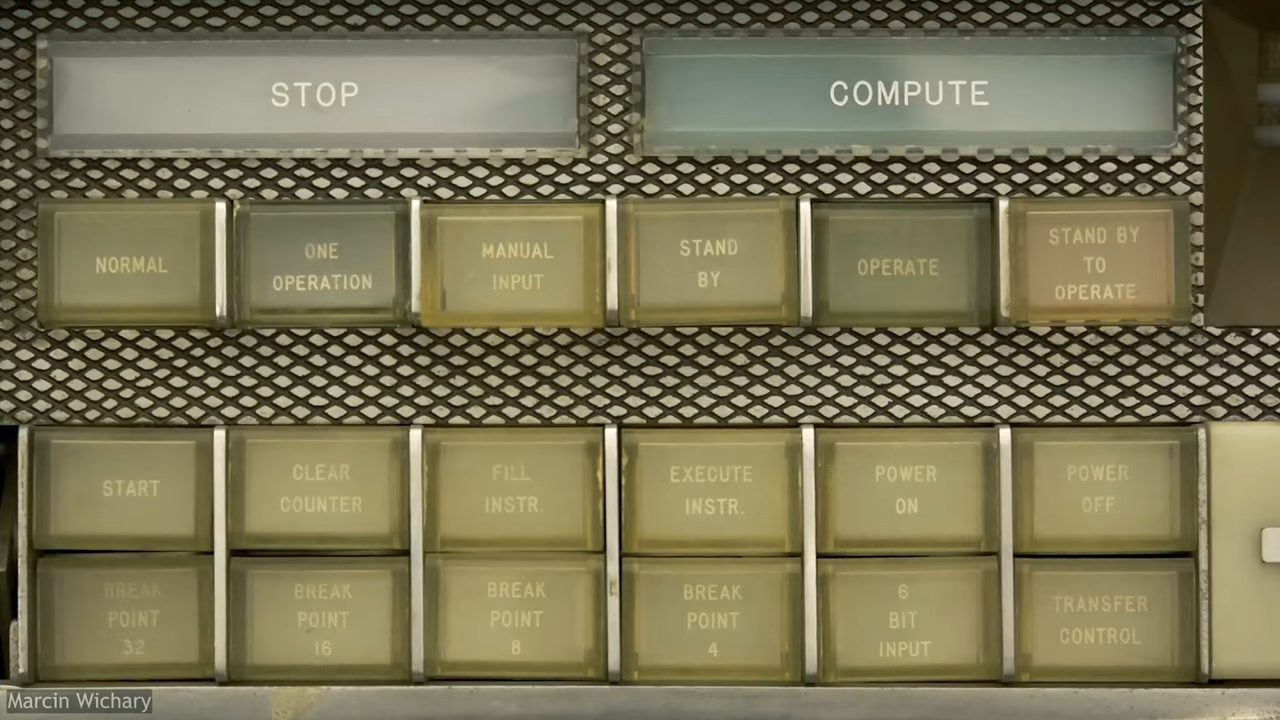 STOP
COMPUTE
NORMAL
ONE
OPERATION
MANUAL
INPUT
STAND
BY
OPERATE
STAND BY
TO
OPERATE
START
CLEAR
COUNTER
FILL
INSTR.
EXECUTE
INSTR.
POWER
ON
POWER
OFF
BREAK
POINT
32
BREAK
POINT
16
BREAK
POINT
8
BREAK
POINT
4
6
BIT
INPUT
TRANSFER
CONTROL
Marcin Wichary